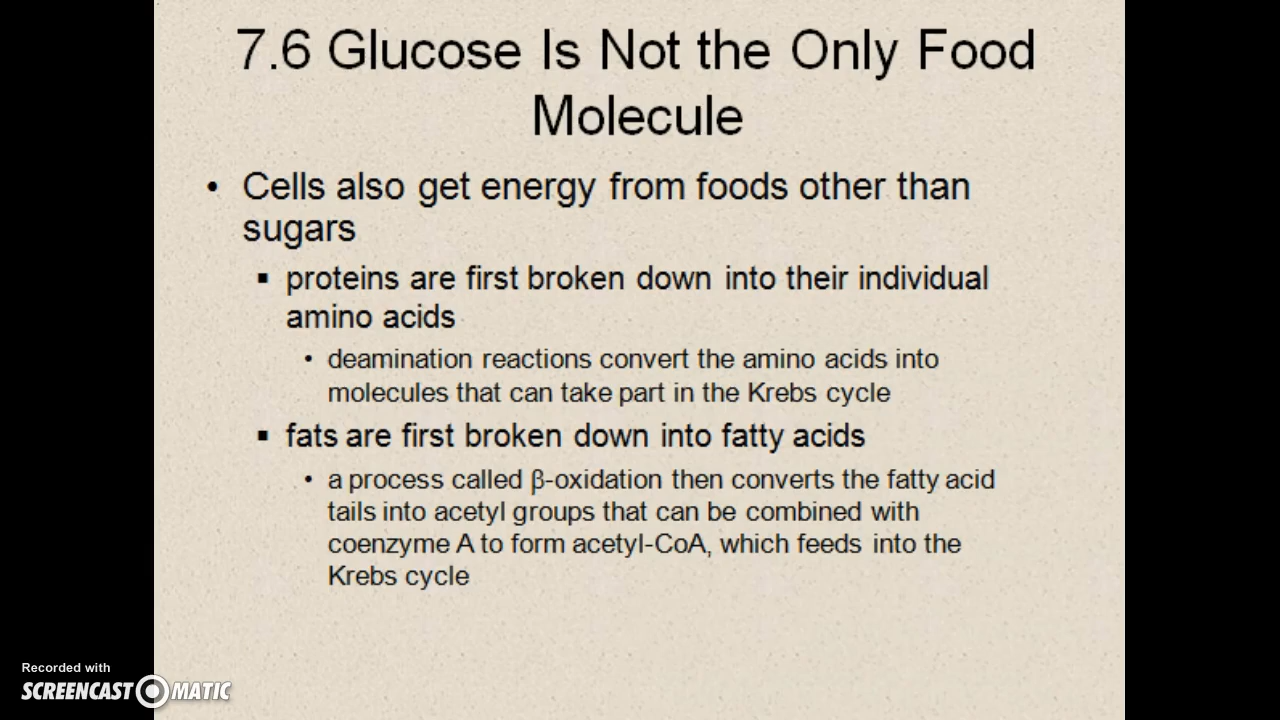 7.6 Glucose Is Not the Only Food
Molecule
• Cells also get energy from foods other than
sugars
▪ proteins are first broken down into their individual
amino acids
• deamination reactions convert the amino acids into
molecules that can take part in the Krebs cycle
▪ fats are first broken down into fatty acids
• a process called β-oxidation then converts the fatty acid
tails into acetyl groups that can be combined with
coenzyme A to form acetyl-CoA, which feeds into the
Krebs cycle
Recorded with
SCREENCAST MATIC